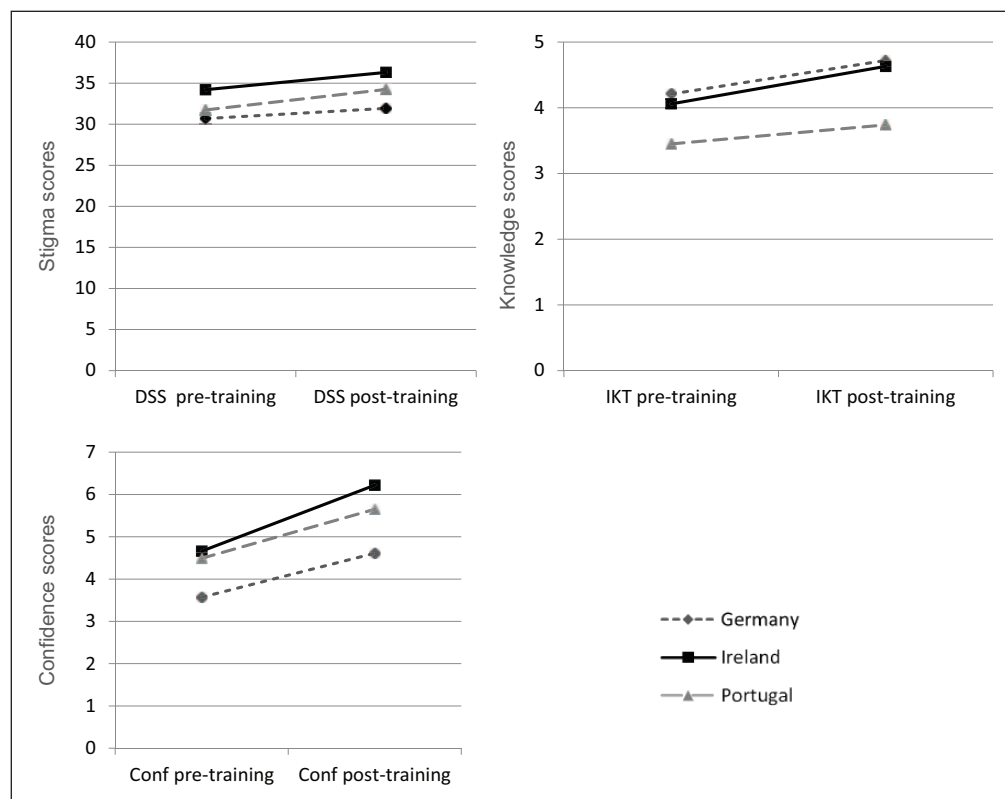 Stigma scores
40
35
30
25
20
15
10
5
0
DSS pre-training
DSS post-training
Knowledge scores
5
4
3
2
1
0
IKT pre-training
IKT post-training
Confidence scores
7
6
5
4
3
2
1
0
Conf pre-training
Conf post-training
Germany
Ireland
Portugal